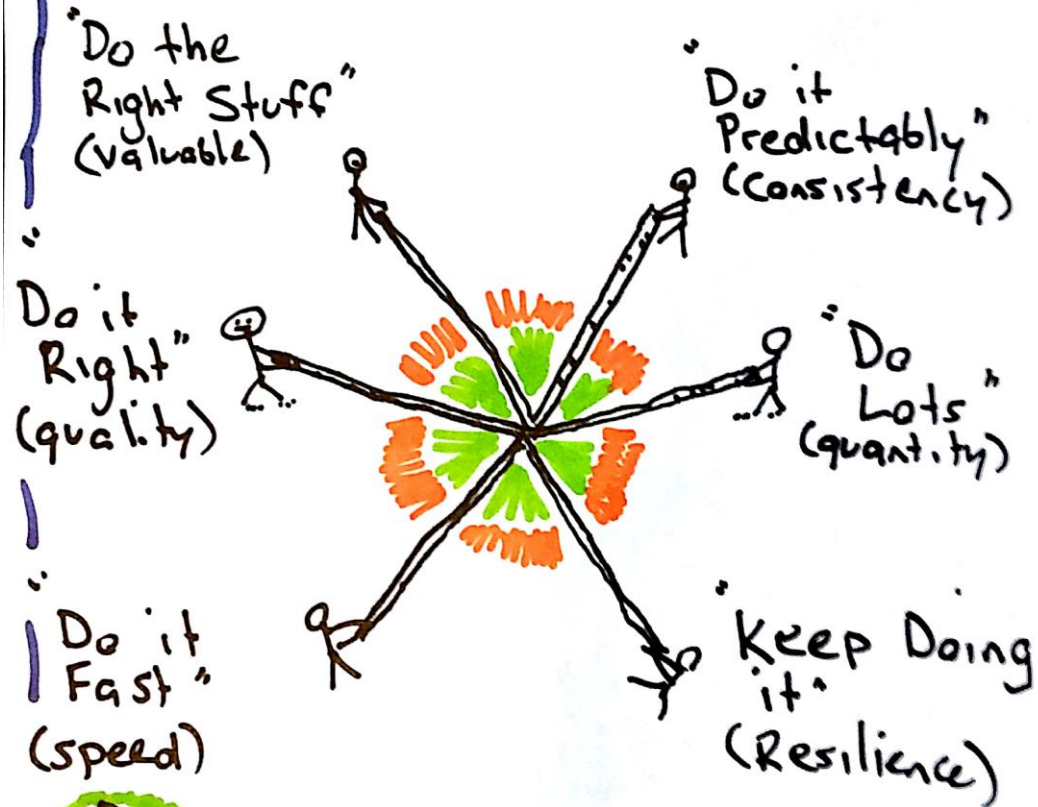 "Do the
Right Stuff"
(valuable)
"Do it
Predictably"
(Consistency)
"Do it
Right"
(quality)
"Do
Lots"
(quantity)
"Do it
Fast"
(speed)
"Keep Doing
it"
(Resilience)